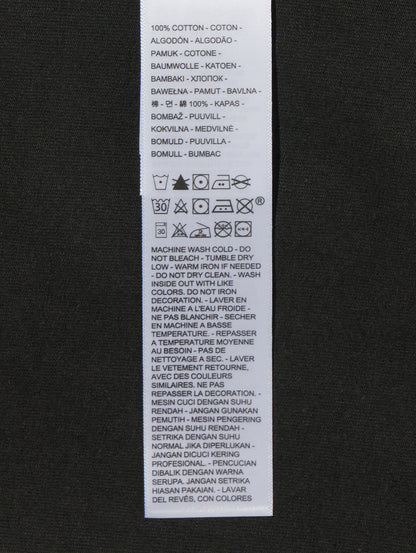 100% COTTON - COTON -
ALGODÓN - ALGODÃO -
PAMUK - COTONE -
BAUMWOLLE - KATOEN -
BAMBAKI - ХЛОПОК -
BAWEŁNA - PAMUT - BAVLNA -
棉 - 면 - 綿 100% - KAPAS -
BOMBAŽ - PUUVILL -
KOKVILNA - MEDVILNĖ -
BOMULD - PUUVILLA -
BOMULL - BUMBAC
30 ®
30
MACHINE WASH COLD - DO
NOT BLEACH - TUMBLE DRY
LOW - WARM IRON IF NEEDED
- DO NOT DRY CLEAN. - WASH
INSIDE OUT WITH LIKE
COLORS. DO NOT IRON
DECORATION. - LAVER EN
MACHINE A L'EAU FROIDE -
NE PAS BLANCHIR - SECHER
EN MACHINE A BASSE
TEMPERATURE. - REPASSER
A TEMPERATURE MOYENNE
AU BESOIN - PAS DE
NETTOYAGE A SEC. - LAVER
LE VETEMENT RETOURNE,
AVEC DES COULEURS
SIMILAIRES. NE PAS
REPASSER LA DECORATION. -
MESIN CUCI DENGAN SUHU
RENDAH - JANGAN GUNAKAN
PEMUTIH - MESIN PENGERING
DENGAN SUHU RENDAH -
SETRIKA DENGAN SUHU
NORMAL JIKA DIPERLUKAN -
JANGAN DICUCI KERING
PROFESIONAL. - PENCUCIAN
DIBALIK DENGAN WARNA
SERUPA. JANGAN SETRIKA
HIASAN PAKAIAN. - LAVAR
DEL REVÉS, CON COLORES